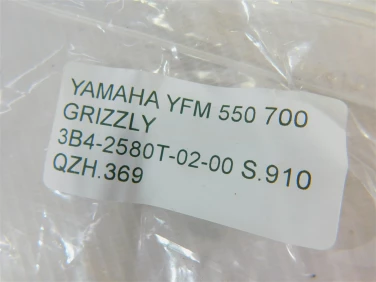 YAMAHA YFM 550 700
GRIZZLY
3B4-2580T-02-00 S.910
QZH.369